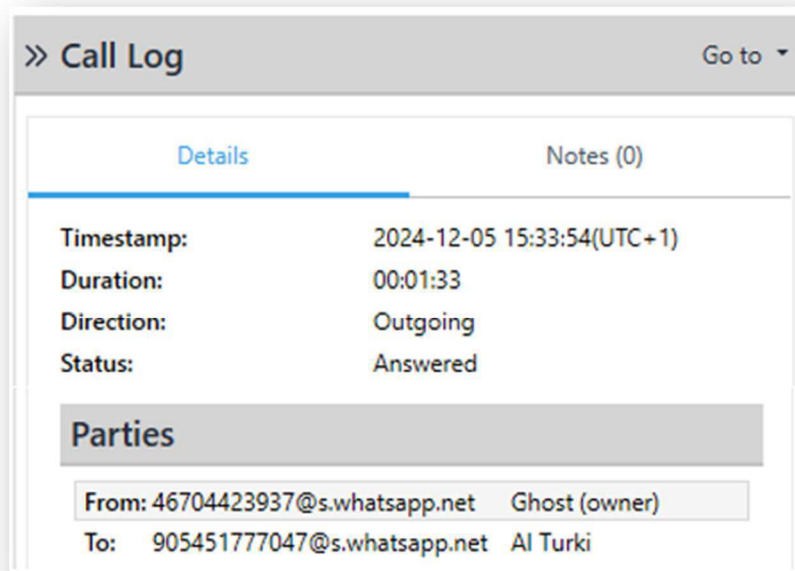 » Call Log Go to
Details Notes (0)
Timestamp: 2024-12-05 15:33:54(UTC+1)
Duration: 00:01:33
Direction: Outgoing
Status: Answered
Parties
From: 46704423937@s.whatsapp.net Ghost (owner)
To: 905451777047@s.whatsapp.net Al Turki